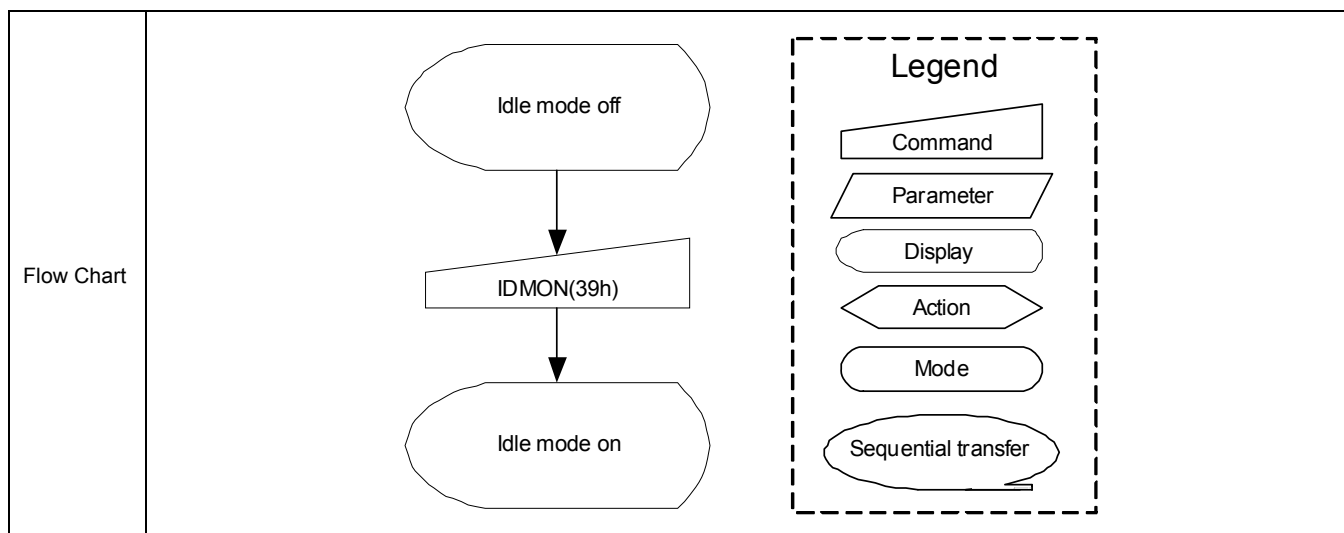 Flow Chart
Idle mode off
IDMON(39h)
Idle mode on
Legend
Command
Parameter
Display
Action
Mode
Sequential transfer